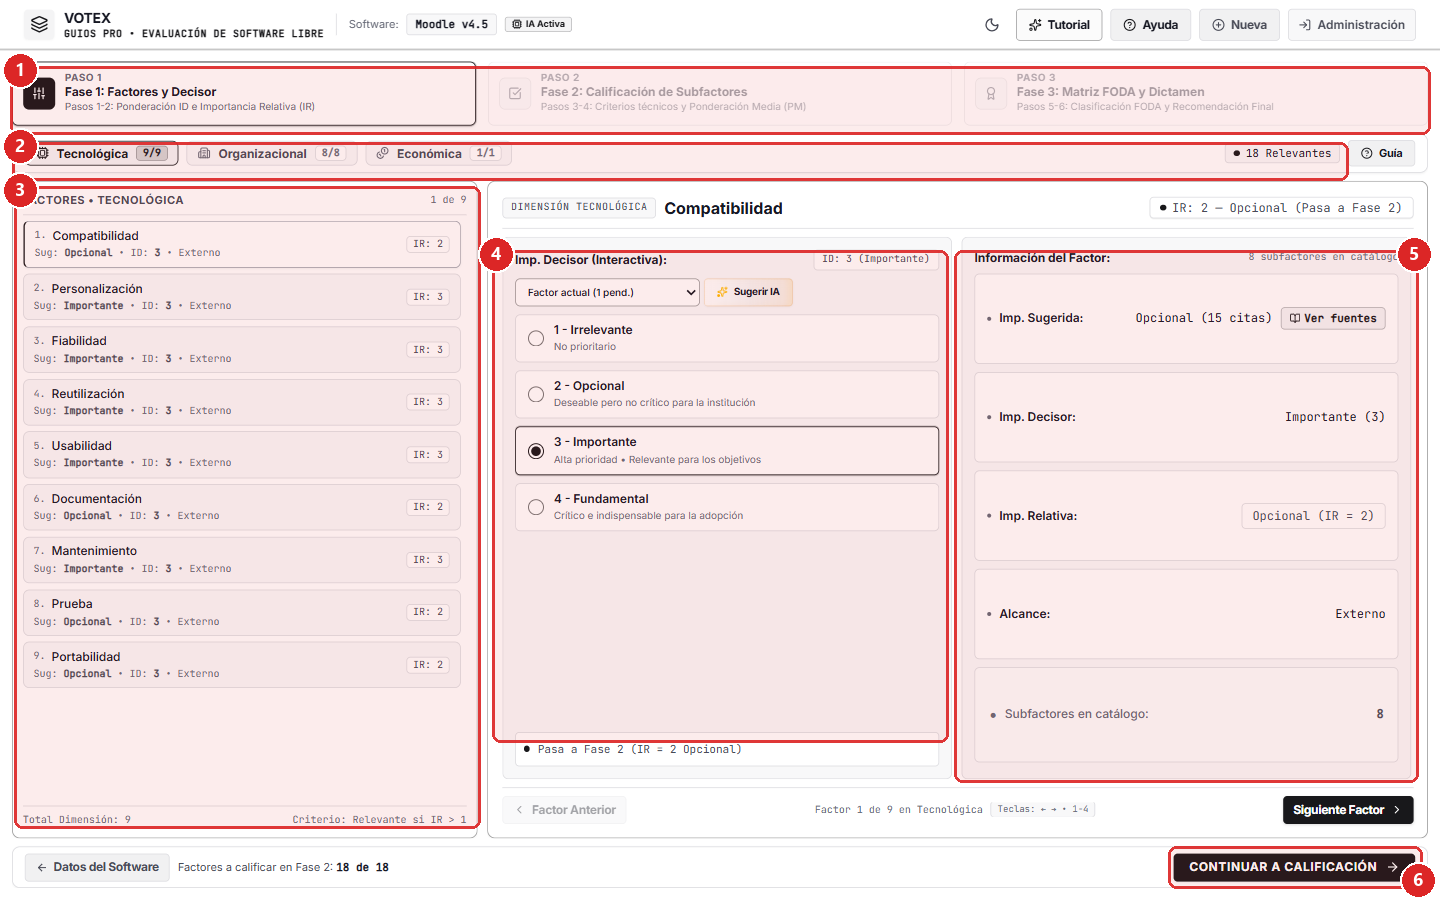 VOTEX
GUIOS PRO • EVALUACIÓN DE SOFTWARE LIBRE
Software: Moodle v4.5 IA Activa
Tutorial
Ayuda
Nueva
Administración
1
PASO 1
Fase 1: Factores y Decisor
Pasos 1-2: Ponderación ID e Importancia Relativa (IR)
PASO 2
Fase 2: Calificación de Subfactores
Pasos 3-4: Criterios técnicos y Ponderación Media (PM)
PASO 3
Fase 3: Matriz FODA y Dictamen
Pasos 5-6: Clasificación FODA y Recomendación Final
2
Tecnológica 9/9
Organizacional 8/8
Económica 1/1
18 Relevantes
Guía
3
ACTORES • TECNOLÓGICA 1 de 9
1. Compatibilidad
Sug: Opcional • ID: 3 • Externo
IR: 2
2. Personalización
Sug: Importante • ID: 3 • Externo
IR: 3
3. Fiabilidad
Sug: Importante • ID: 3 • Externo
IR: 3
4. Reutilización
Sug: Importante • ID: 3 • Externo
IR: 3
5. Usabilidad
Sug: Importante • ID: 3 • Externo
IR: 3
6. Documentación
Sug: Opcional • ID: 3 • Externo
IR: 2
7. Mantenimiento
Sug: Importante • ID: 3 • Externo
IR: 3
8. Prueba
Sug: Opcional • ID: 3 • Externo
IR: 2
9. Portabilidad
Sug: Opcional • ID: 3 • Externo
IR: 2
Total Dimensión: 9 Criterio: Relevante si IR > 1
DIMENSIÓN TECNOLÓGICA Compatibilidad
IR: 2 — Opcional (Pasa a Fase 2)
4
Imp. Decisor (Interactiva): ID: 3 (Importante)
Factor actual (1 pend.) Sugerir IA
1 - Irrelevante
No prioritario
2 - Opcional
Deseable pero no crítico para la institución
3 - Importante
Alta prioridad • Relevante para los objetivos
4 - Fundamental
Crítico e indispensable para la adopción
Pasa a Fase 2 (IR = 2 Opcional)
5
Información del Factor: 8 subfactores en catálogo
• Imp. Sugerida: Opcional (15 citas) Ver fuentes
• Imp. Decisor: Importante (3)
• Imp. Relativa: Opcional (IR = 2)
• Alcance: Externo
• Subfactores en catálogo: 8
Factor Anterior
Factor 1 de 9 en Tecnológica Teclas: ← → • 1-4
Siguiente Factor
← Datos del Software
Factores a calificar en Fase 2: 18 de 18
CONTINUAR A CALIFICACIÓN →
6